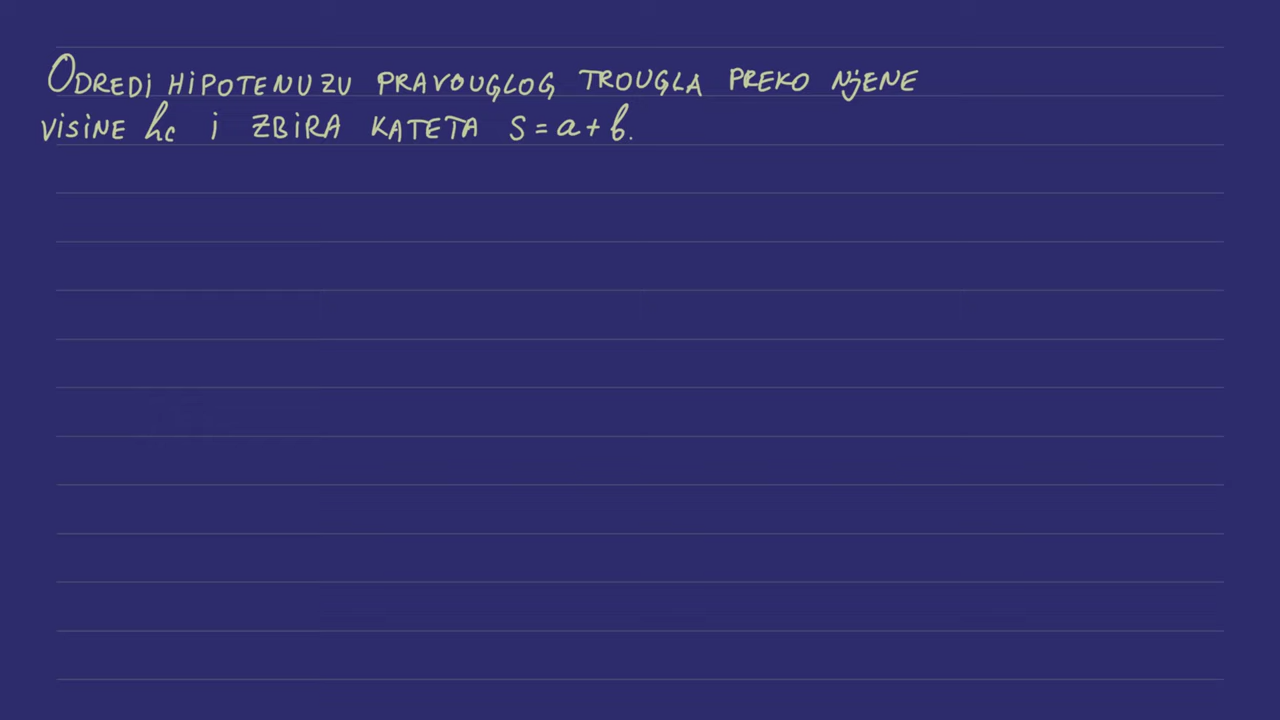 ODREDI HIPOTENUZU PRAVOUGLOG TROUGLA PREKO NJENE
VISINE hc i ZBIRA KATETA S = a + b.